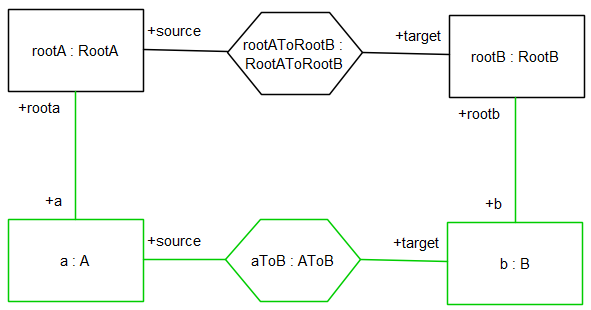 +source
rootA : RootA
rootAToRootB :
RootAToRootB
+target
rootB : RootB
+roota
+rootb
+a
+b
+source
a : A
aToB : AToB
+target
b : B